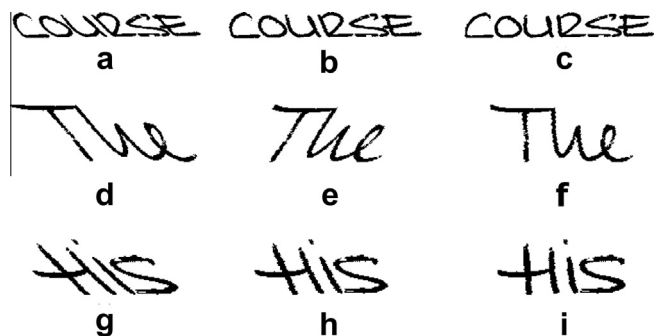 COURSE COURSE COURSE
a b c
The The The
d e f
His His His
g h i